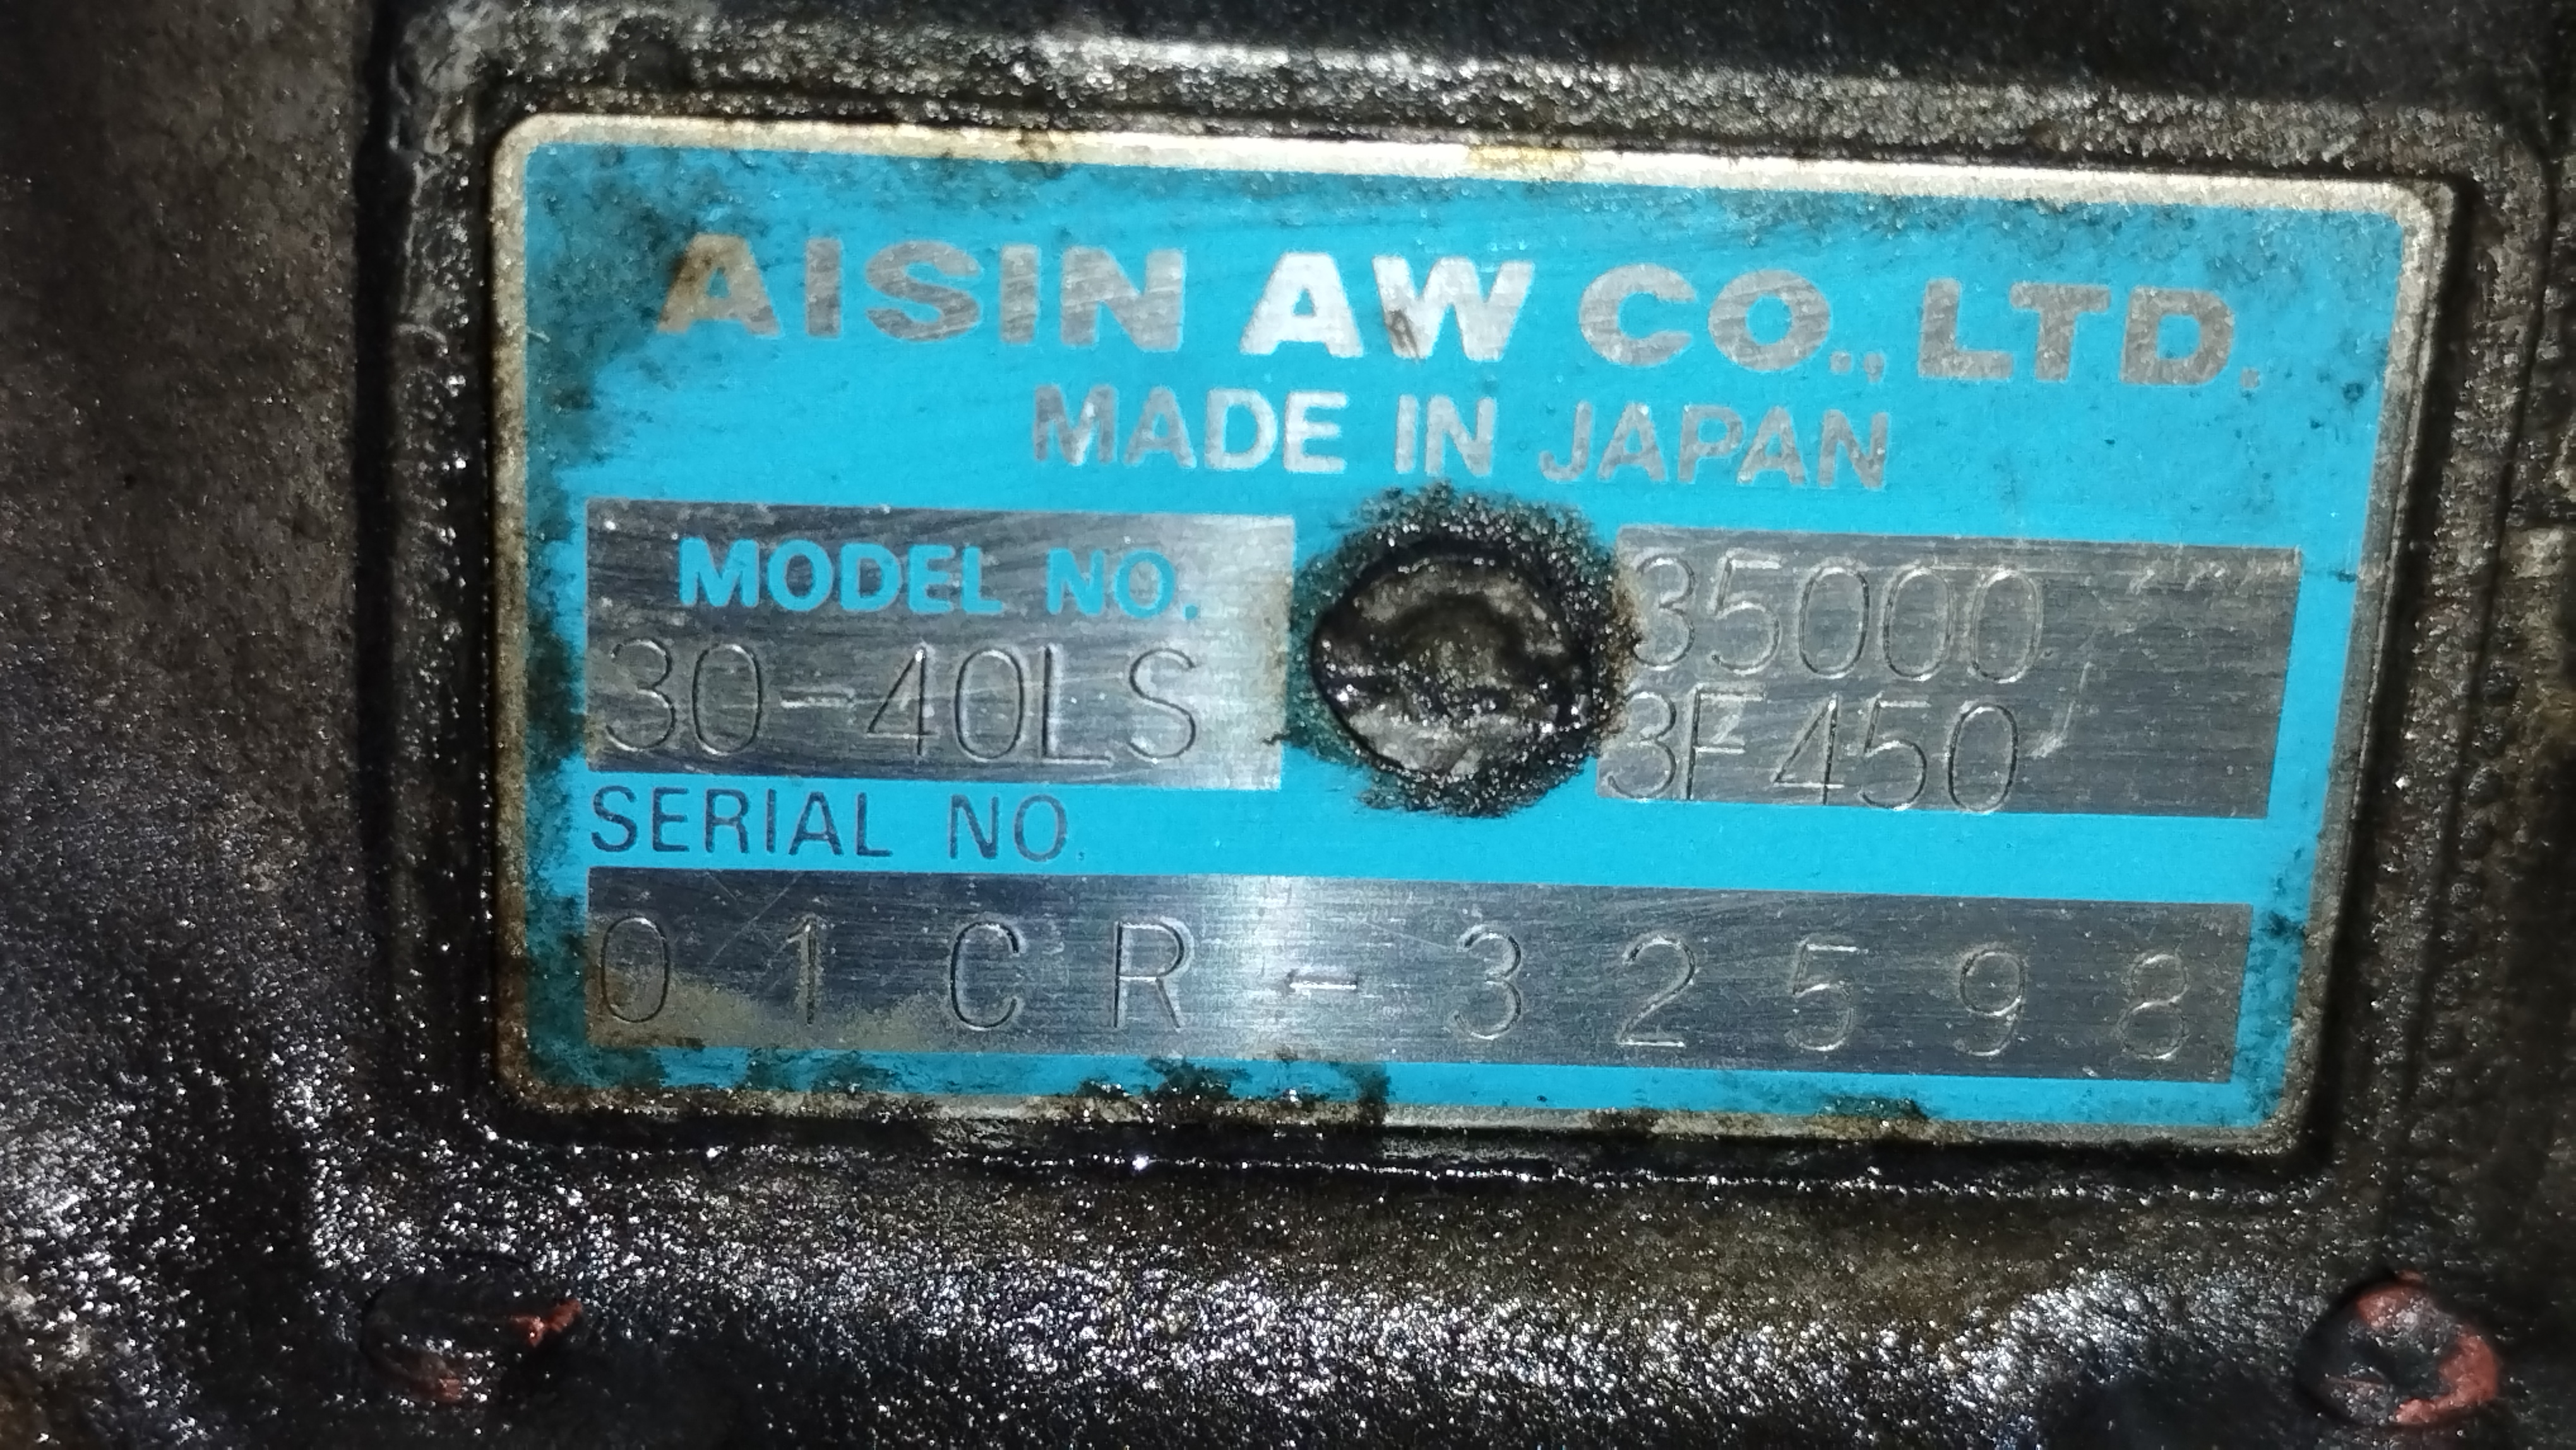 AISIN AW CO., LTD.
MADE IN JAPAN
MODEL NO.
30-40LS
35000
3F450
SERIAL NO.
01CR-32598